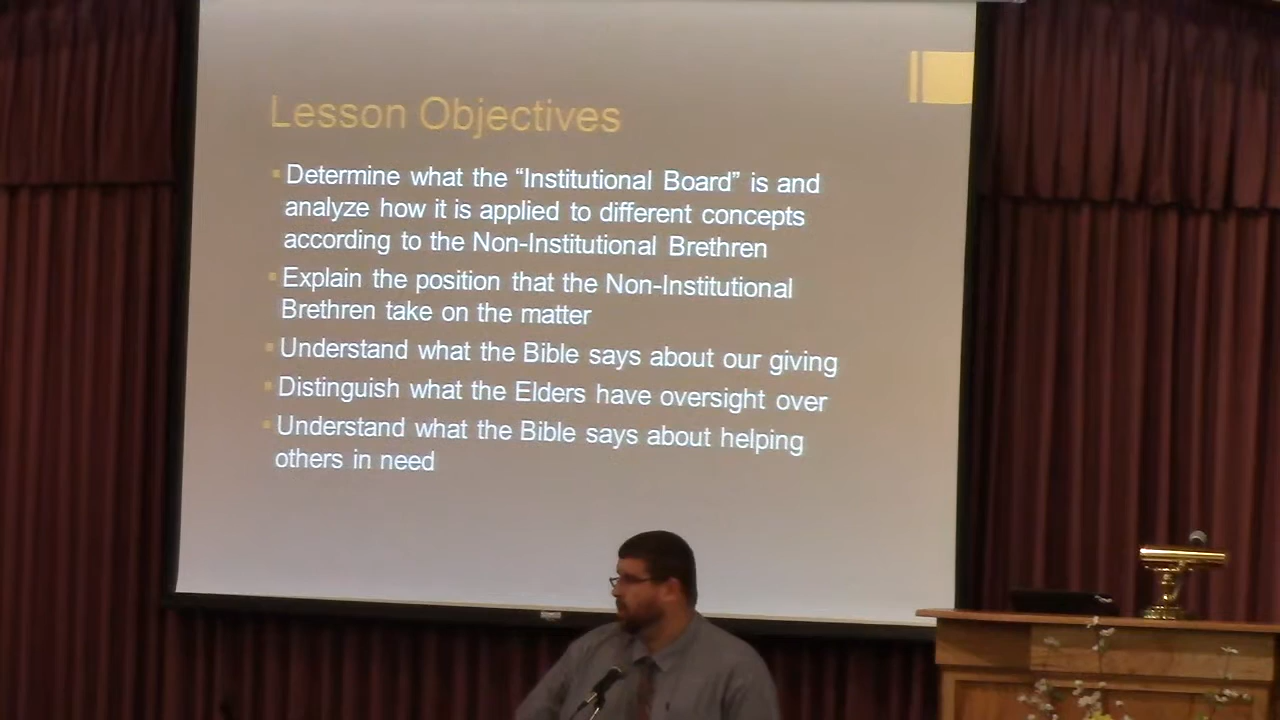 Lesson Objectives
Determine what the “Institutional Board” is and
analyze how it is applied to different concepts
according to the Non-Institutional Brethren
Explain the position that the Non-Institutional
Brethren take on the matter
Understand what the Bible says about our giving
Distinguish what the Elders have oversight over
Understand what the Bible says about helping
others in need